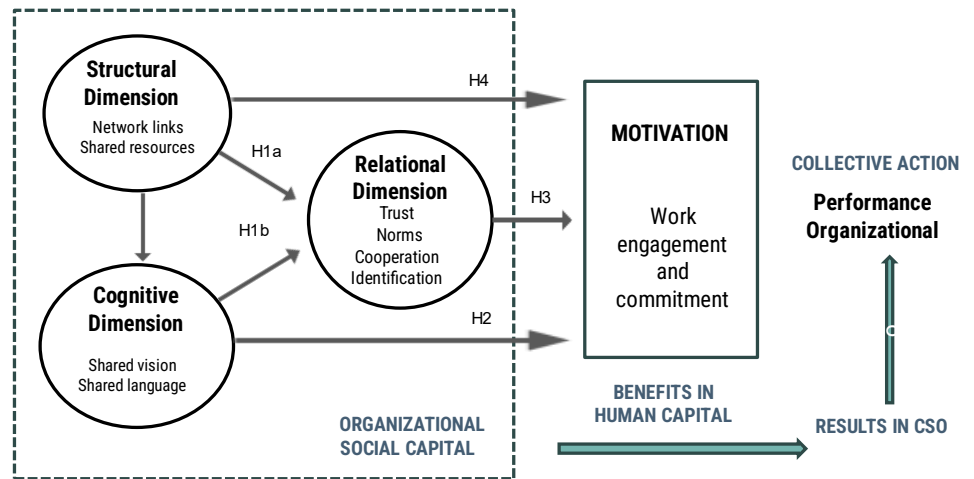 Structural
Dimension
Network links
Shared resources
H4
H1a
Relational
Dimension
Trust
Norms
Cooperation
Identification
H3
H1b
Cognitive
Dimension
Shared vision
Shared language
H2
ORGANIZATIONAL
SOCIAL CAPITAL
MOTIVATION
Work
engagement
and
commitment
BENEFITS IN
HUMAN CAPITAL
COLLECTIVE ACTION
Performance
Organizational
RESULTS IN CSO